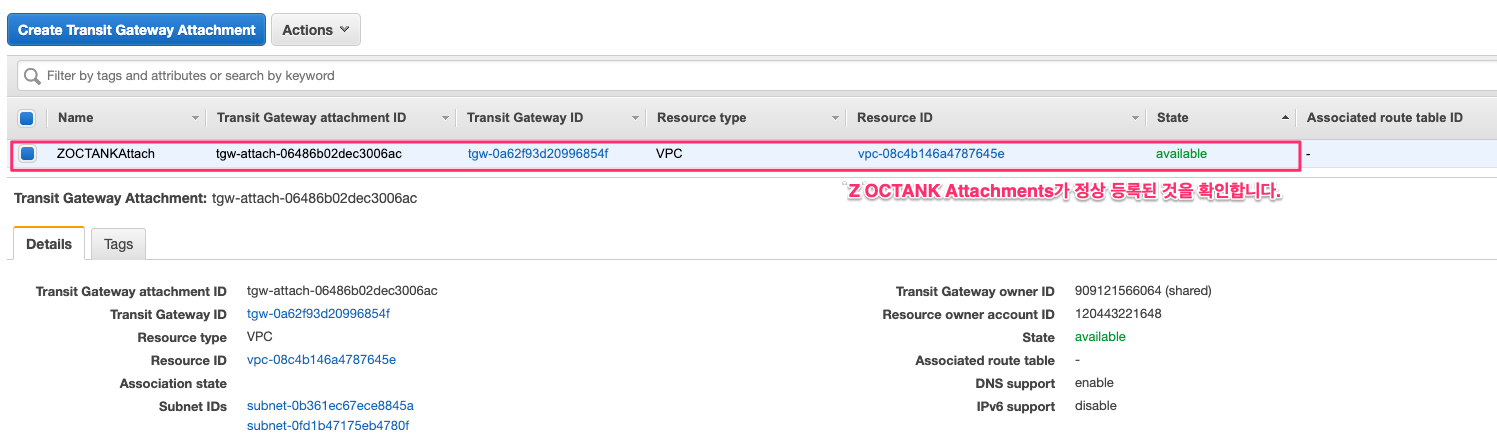 Create Transit Gateway Attachment Actions
Filter by tags and attributes or search by keyword
Name Transit Gateway attachment ID Transit Gateway ID Resource type Resource ID State Associated route table ID
ZOCTANKAttach tgw-attach-06486b02dec3006ac tgw-0a62f93d20996854f VPC vpc-08c4b146a4787645e available -
Z OCTANK Attachments가 정상 등록된 것을 확인합니다.
Transit Gateway Attachment: tgw-attach-06486b02dec3006ac
Details Tags
Transit Gateway attachment ID tgw-attach-06486b02dec3006ac Transit Gateway owner ID 909121566064 (shared)
Transit Gateway ID tgw-0a62f93d20996854f Resource owner account ID 120443221648
Resource type VPC State available
Resource ID vpc-08c4b146a4787645e Associated route table -
Association state DNS support enable
Subnet IDs subnet-0b361ec67ece8845a IPv6 support disable
subnet-0fd1b47175eb4780f